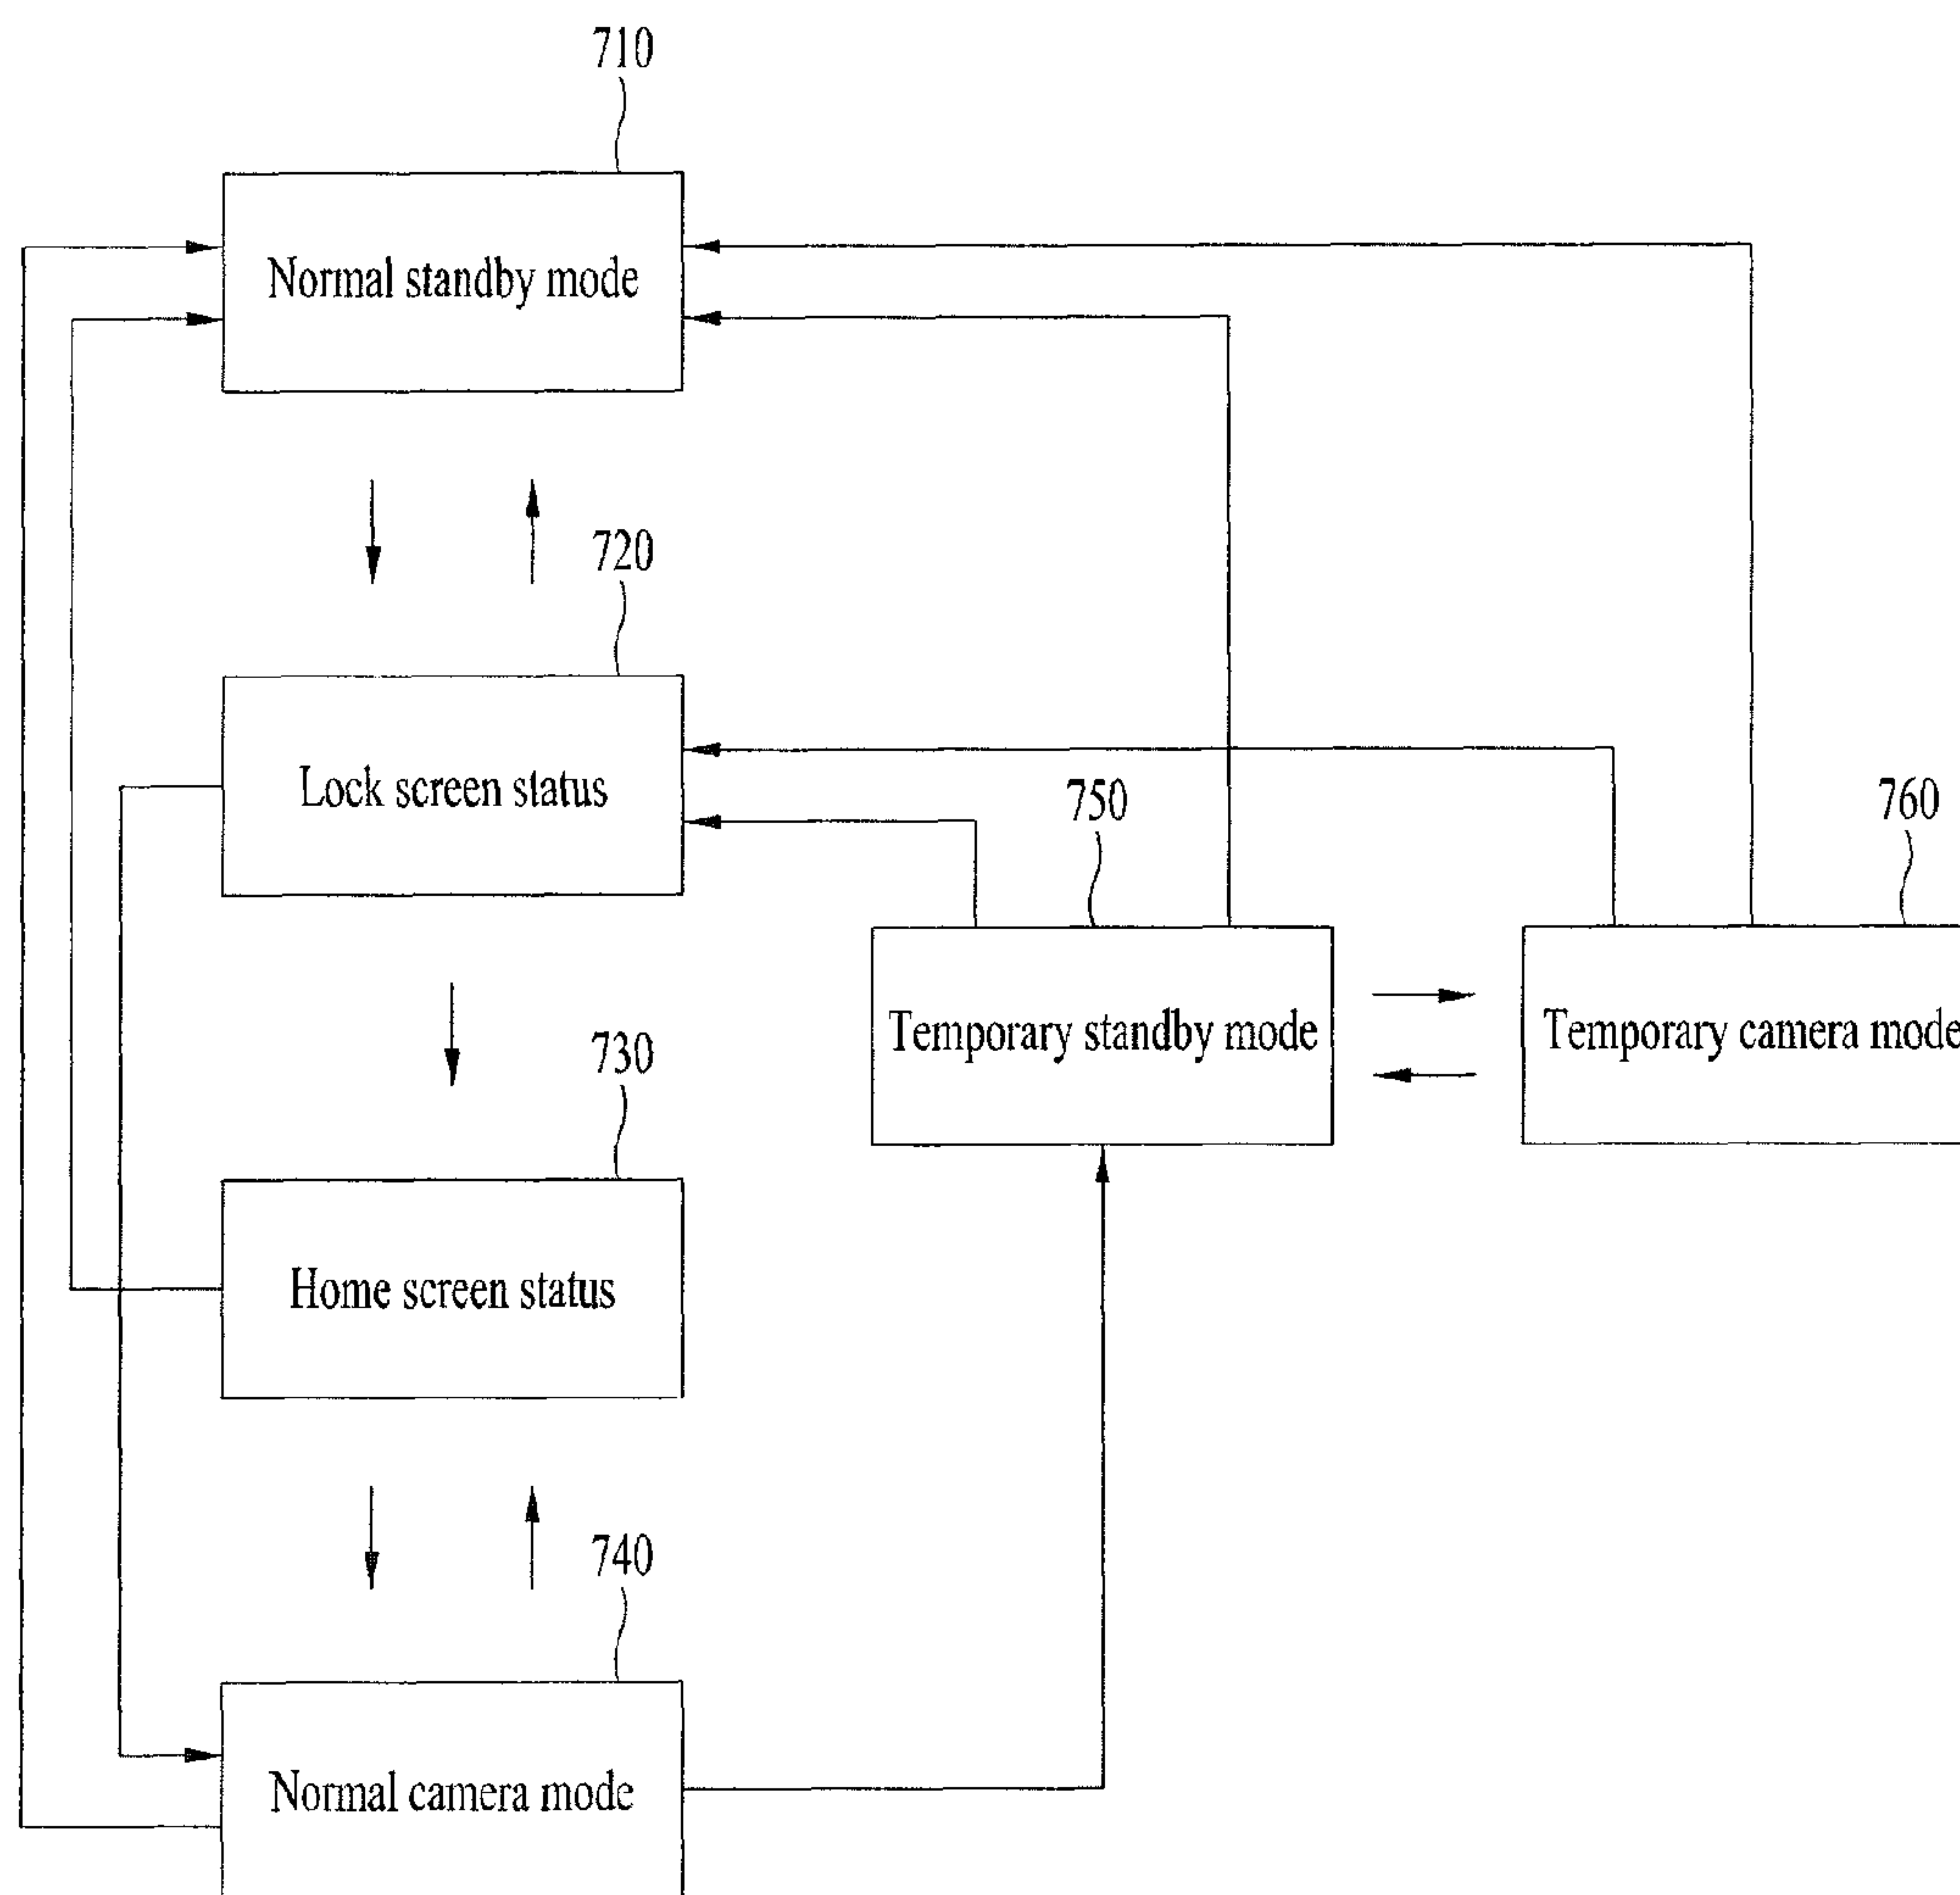 710
Normal standby mode
720
Lock screen status
750
760
Temporary standby mode
Temporary camera mode
730
Home screen status
740
Normal camera mode